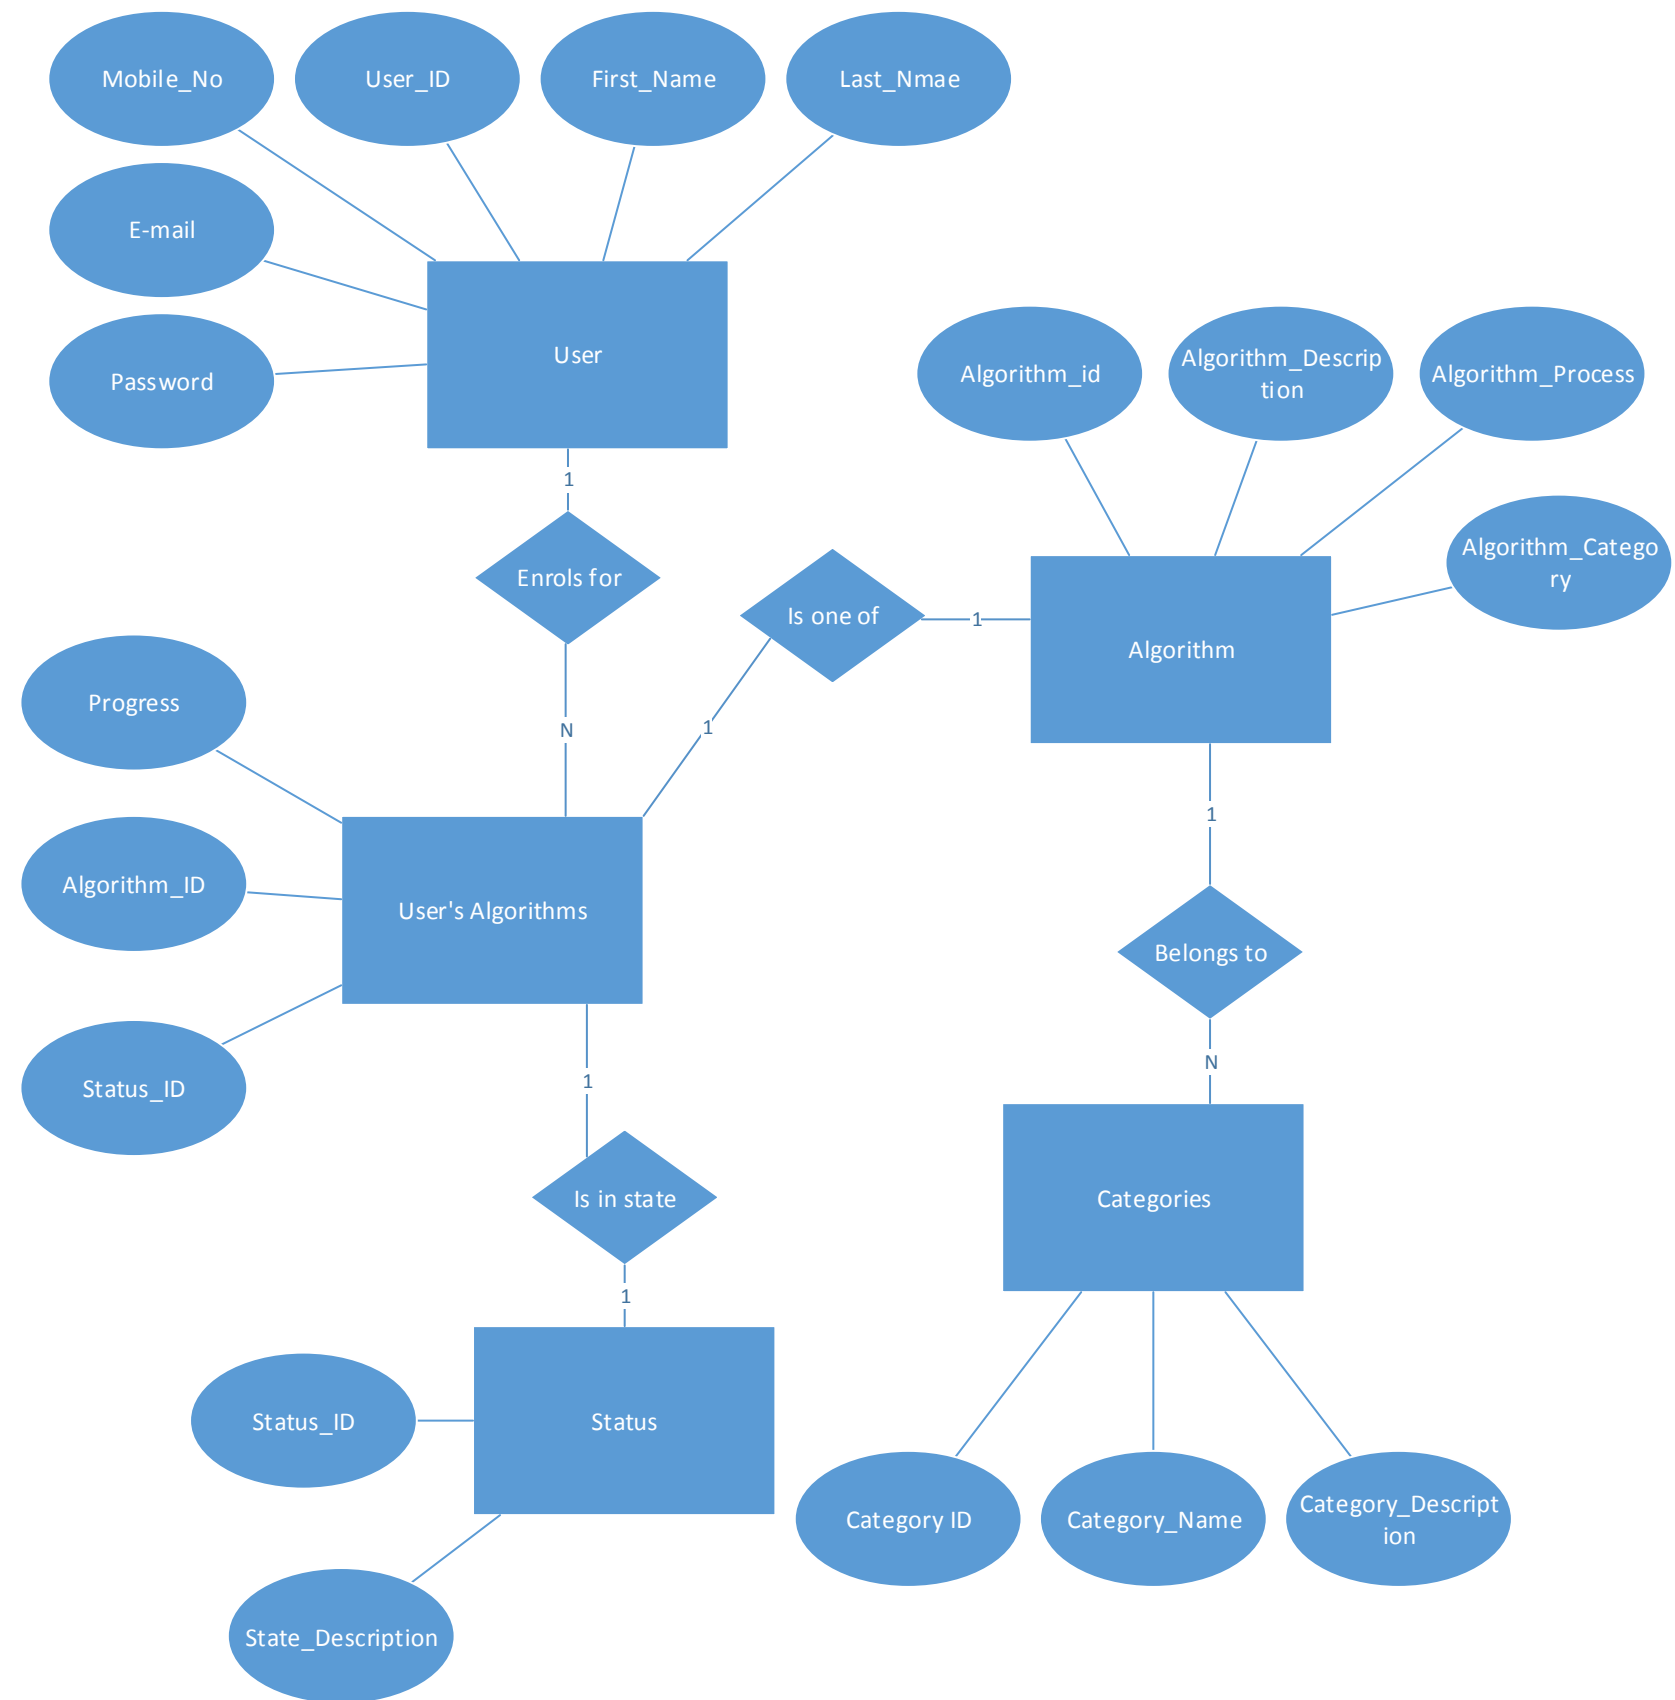 Mobile_No
User_ID
First_Name
Last_Nmae
E-mail
Password
User
1
Enrols for
N
Algorithm_id
Algorithm_Descrip
tion
Algorithm_Process
Algorithm_Catego
ry
Is one of
1
1
Algorithm
Progress
Algorithm_ID
Status_ID
User's Algorithms
1
Belongs to
N
1
Is in state
1
Categories
Status_ID
Status
State_Description
Category ID
Category_Name
Category_Descript
ion